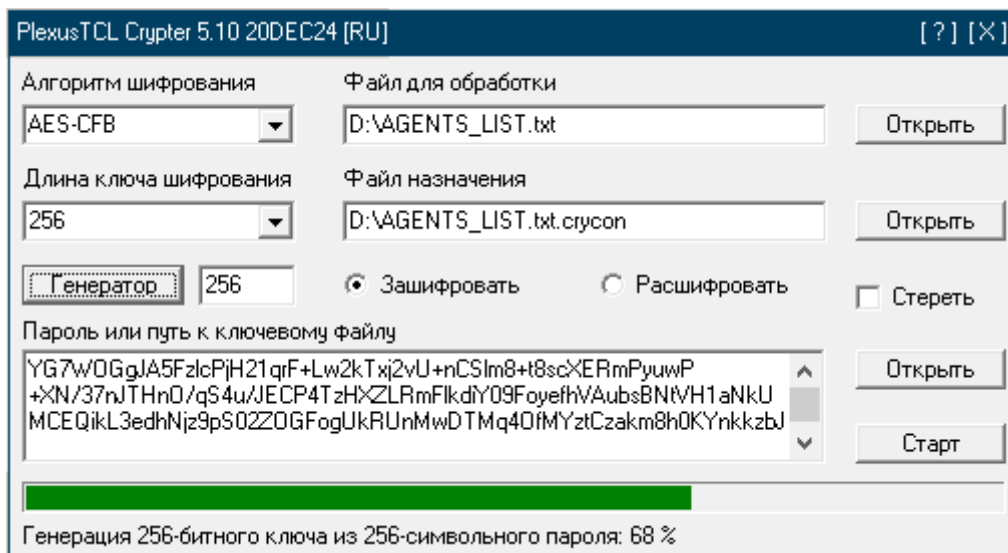 PlexusTCL Crypter 5.10 20DEC24 [RU] [ ? ] [ X ]
Алгоритм шифрования Файл для обработки
AES-CFB D:\AGENTS_LIST.txt Открыть
Длина ключа шифрования Файл назначения
256 D:\AGENTS_LIST.txt.crycon Открыть
Генератор 256 Зашифровать Расшифровать Стереть
Пароль или путь к ключевому файлу
YG7WOGgJA5FzlcPjH21qrF+Lw2kTxj2vU+nCSIm8+t8scXERmPyuwP Открыть
+XN/37nJTHnO/qS4u/JECP4TzHXZLRmFlkdiY09FoyefhVAubsBNtVH1aNkU
MCEQikL3edhNjz9pS02ZOGFogUkRUnMwDTMq4OfMYztCzakm8h0KYnkkzbJ Старт
Генерация 256-битного ключа из 256-символьного пароля: 68 %